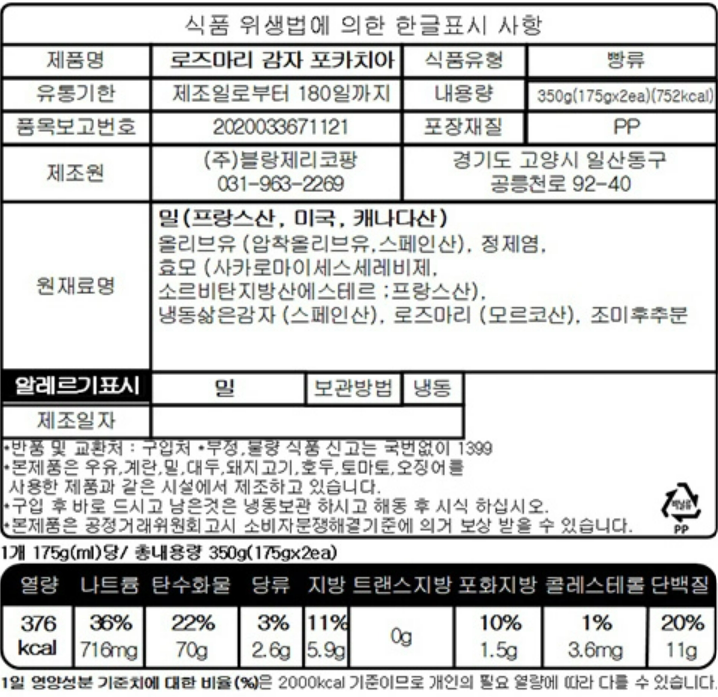 식품 위생법에 의한 한글표시 사항
제품명 로즈마리 감자 포카치아 식품유형 빵류
유통기한 제조일로부터 180일까지 내용량 350g(175gx2ea)(752kcal)
품목보고번호 2020033671121 포장재질 PP
제조원 (주)블랑제리코팡 경기도 고양시 일산동구
031-963-2269 공릉천로 92-40
원재료명
밀(프랑스산, 미국, 캐나다산)
올리브유 (압착올리브유,스페인산), 정제염,
효모 (사카로마이세스세레비제,
소르비탄지방산에스테르 :프랑스산),
냉동삶은감자 (스페인산), 로즈마리 (모르코산), 조미후추분
알레르기표시 밀 보관방법 냉동
제조일자
*반품 및 교환처 : 구입처 *부정,불량 식품 신고는 국번없이 1399
*본제품은 우유,계란,밀,대두,돼지고기,호두,토마토,오징어를
사용한 제품과 같은 시설에서 제조하고 있습니다.
*구입 후 바로 드시고 남은것은 냉동보관 하시고 해동 후 시식 하십시오.
*본제품은 공정거래위원회고시 소비자분쟁해결기준에 의거 보상 받을 수 있습니다.
비닐류
PP
1개 175g(ml)당/ 총내용량 350g(175gx2ea)
열량 나트륨 탄수화물 당류 지방 트랜스지방 포화지방 콜레스테롤 단백질
376 36% 22% 3% 11% 0g 10% 1% 20%
kcal 716mg 70g 2.6g 5.9g 1.5g 3.6mg 11g
1일 영양성분 기준치에 대한 비율(%)은 2000kcal 기준이므로 개인의 필요 열량에 따라 다를 수 있습니다.